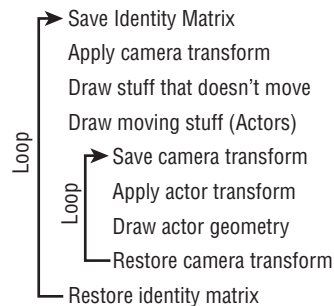 Save Identity Matrix
Apply camera transform
Draw stuff that doesn't move
Draw moving stuff (Actors)
Loop
Save camera transform
Loop
Apply actor transform
Draw actor geometry
Restore camera transform
Restore identity matrix